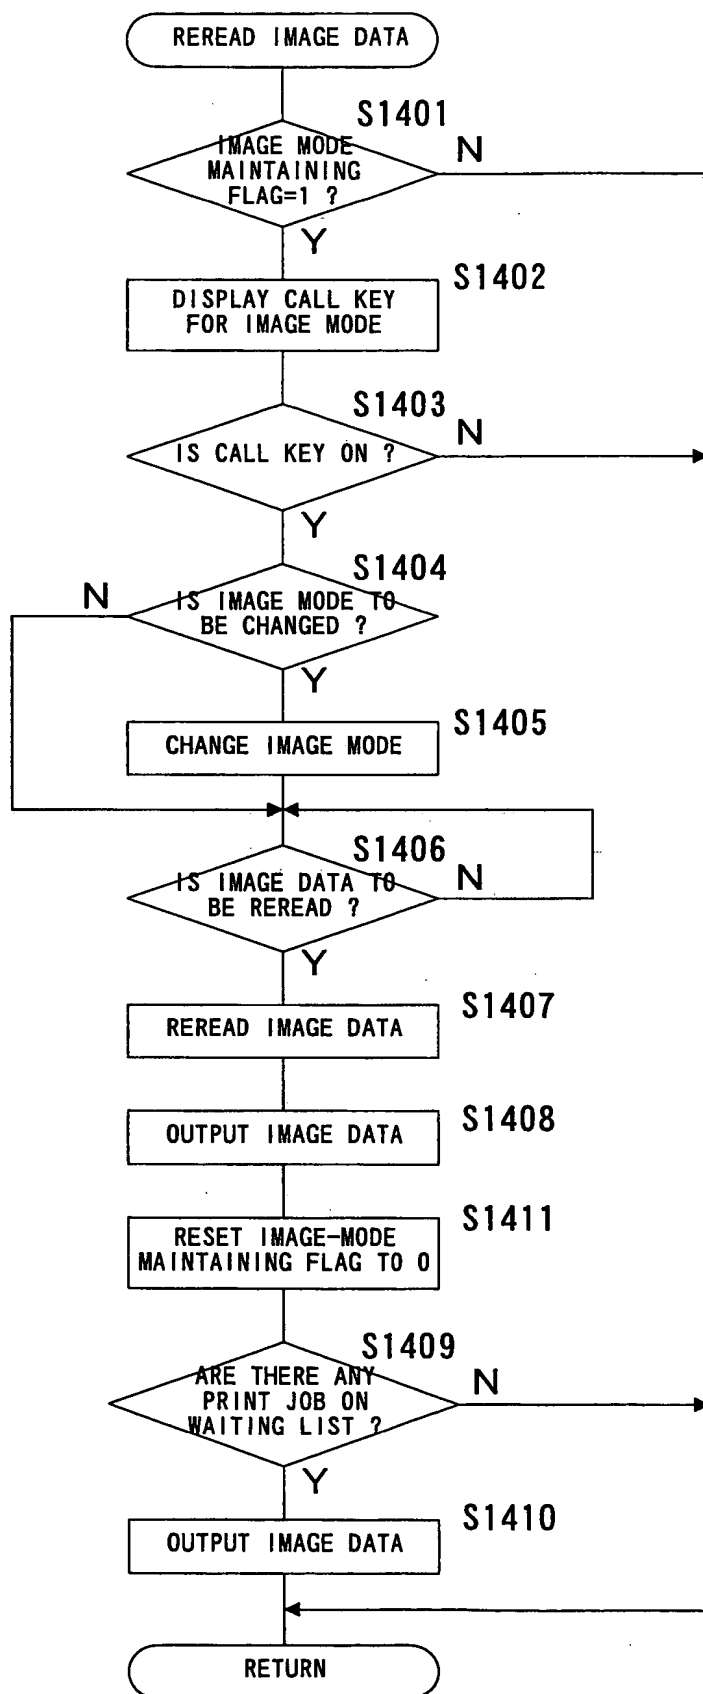 REREAD IMAGE DATA
S1401
IMAGE MODE
MAINTAINING
FLAG=1 ?
N
Y
S1402
DISPLAY CALL KEY
FOR IMAGE MODE
S1403
IS CALL KEY ON ?
N
Y
S1404
N
IS IMAGE MODE TO
BE CHANGED ?
Y
S1405
CHANGE IMAGE MODE
S1406
IS IMAGE DATA TO
BE REREAD ?
N
Y
S1407
REREAD IMAGE DATA
S1408
OUTPUT IMAGE DATA
S1411
RESET IMAGE-MODE
MAINTAINING FLAG TO 0
S1409
ARE THERE ANY
PRINT JOB ON
WAITING LIST ?
N
Y
S1410
OUTPUT IMAGE DATA
RETURN